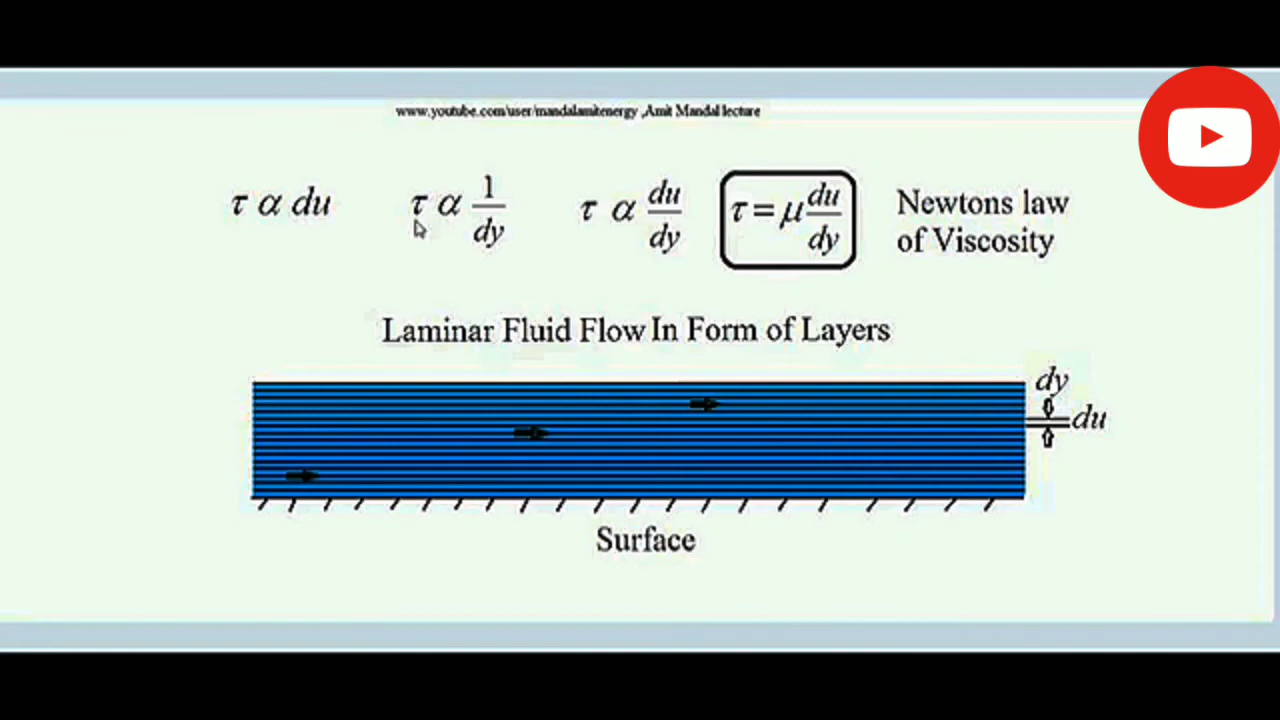 www.youtube.com/user/mandalamitenergy ,Amit Mandal lecture
τ α du
τ α 1/dy
τ α du/dy
τ = μ du/dy
Newtons law
of Viscosity
Laminar Fluid Flow In Form of Layers
dy
du
Surface